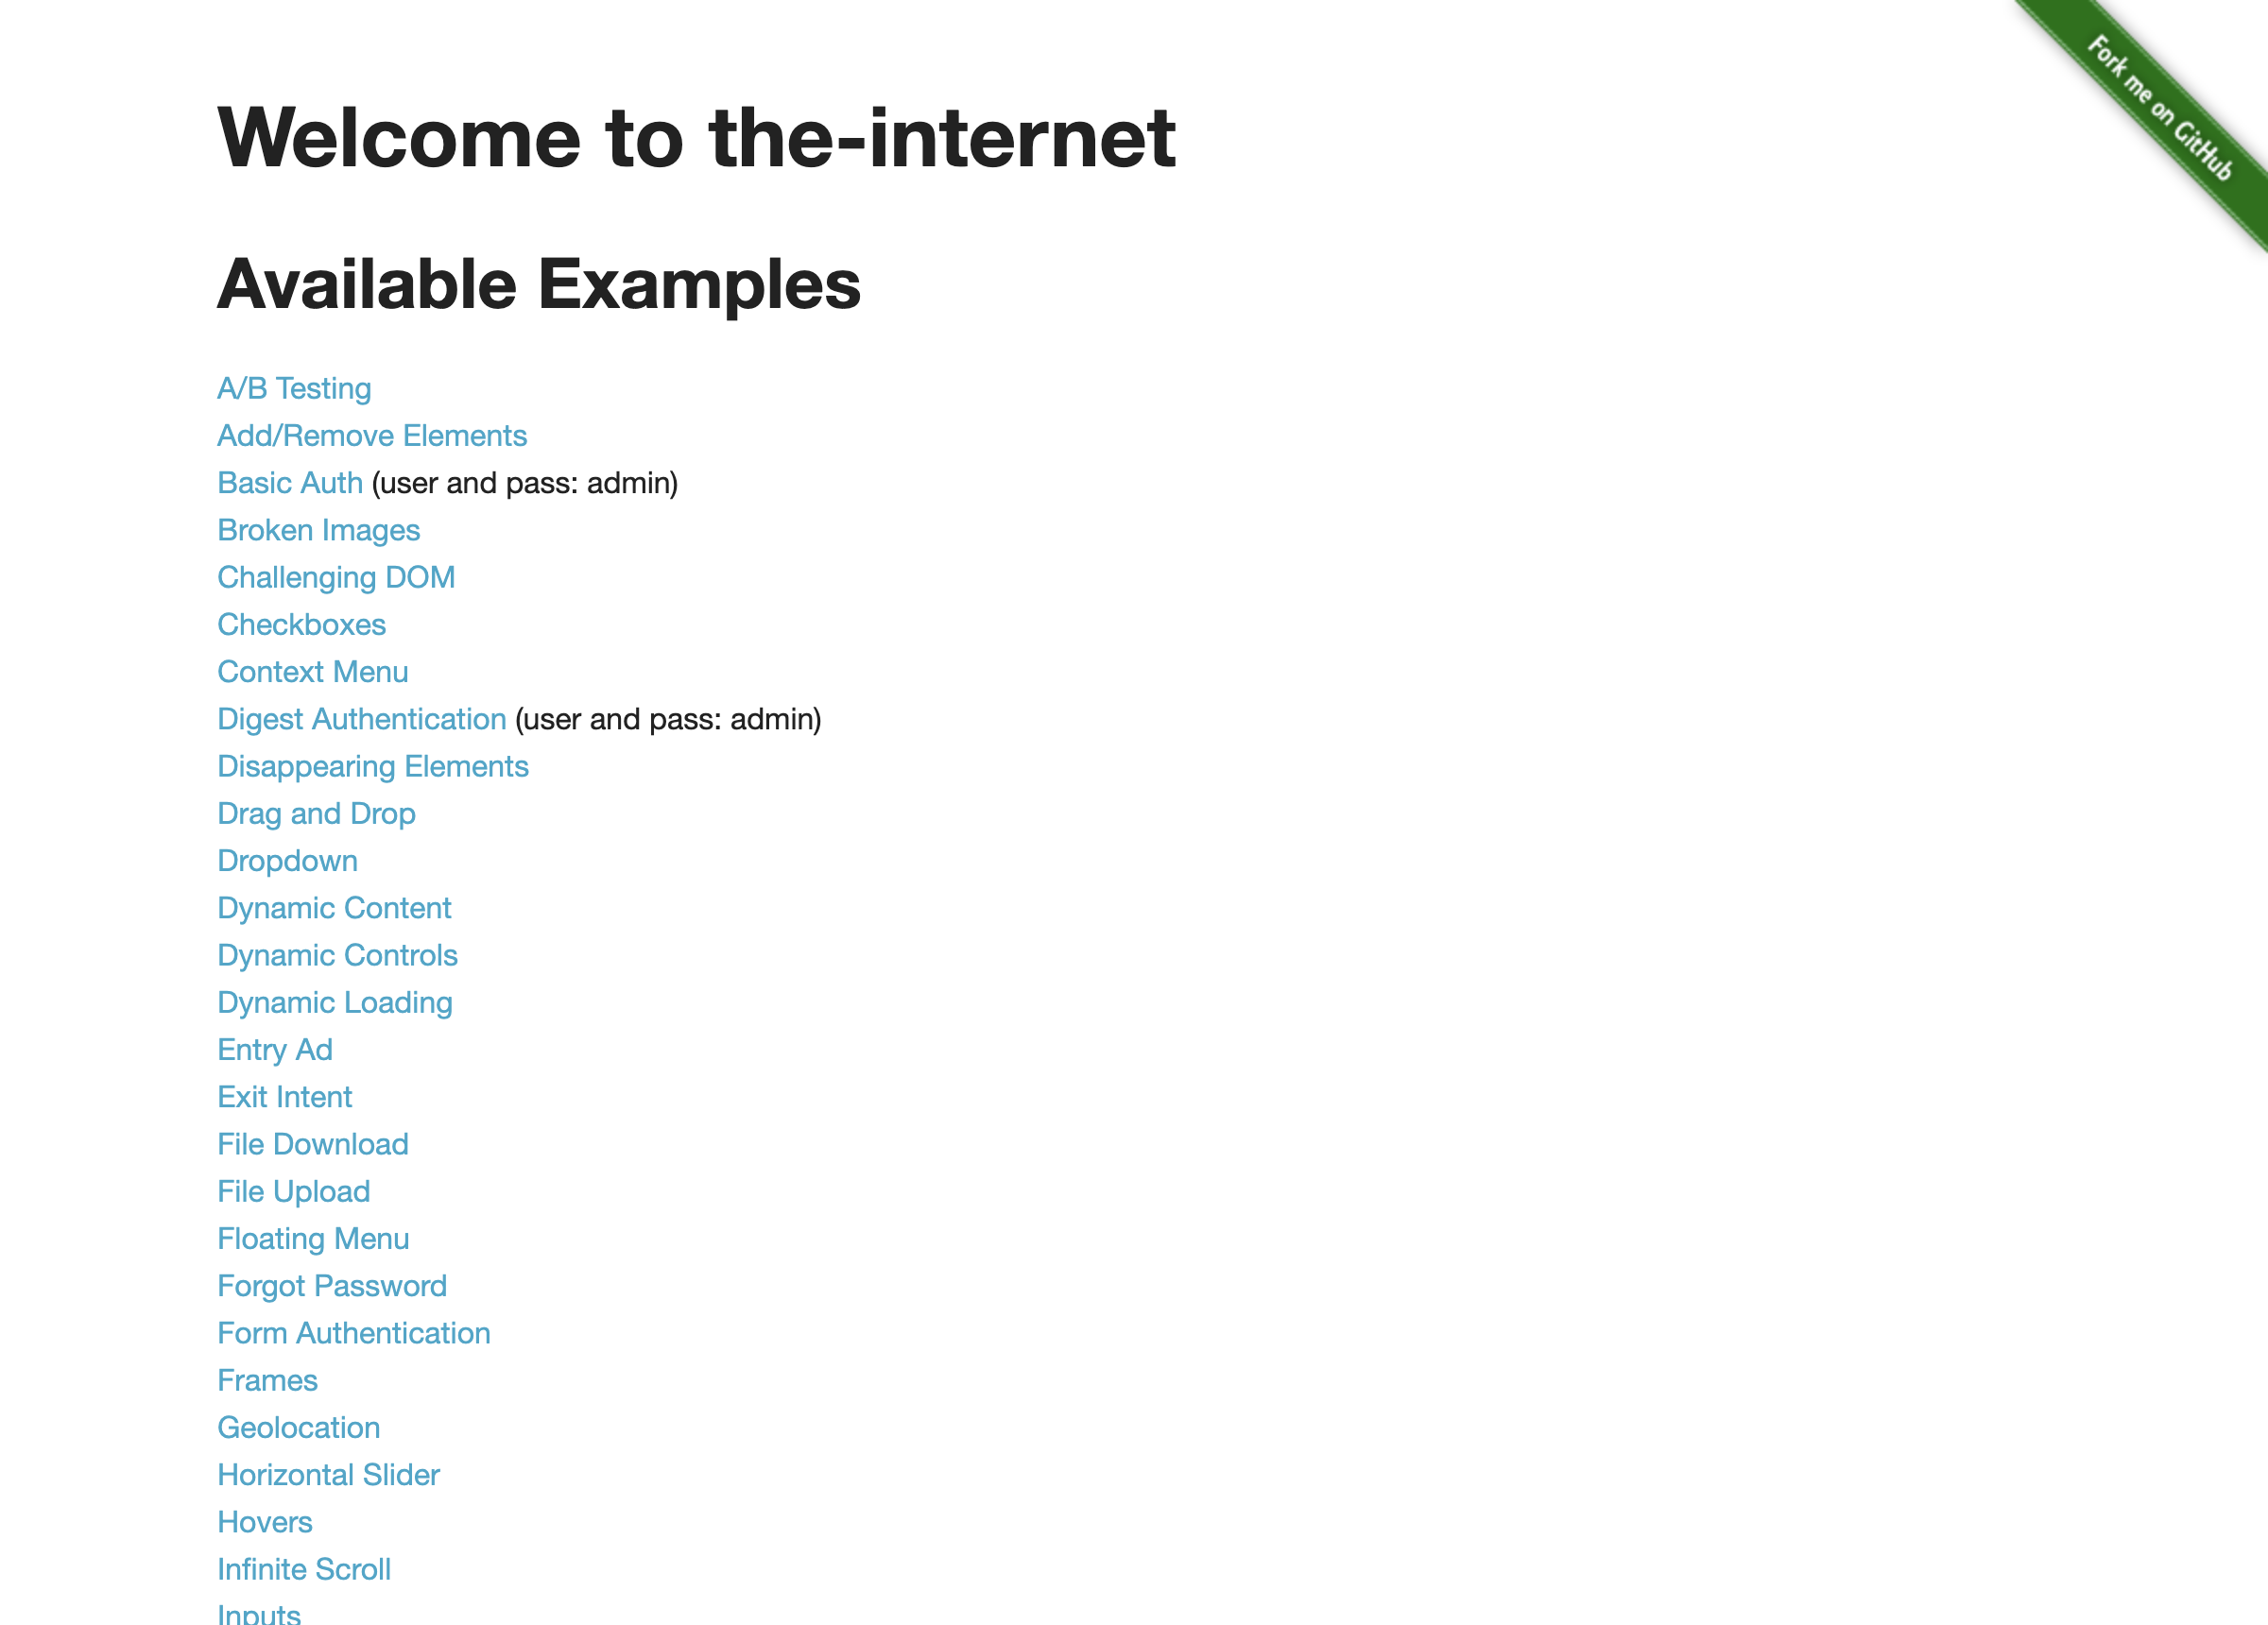 Fork me on GitHub
Welcome to the-internet
Available Examples
A/B Testing
Add/Remove Elements
Basic Auth (user and pass: admin)
Broken Images
Challenging DOM
Checkboxes
Context Menu
Digest Authentication (user and pass: admin)
Disappearing Elements
Drag and Drop
Dropdown
Dynamic Content
Dynamic Controls
Dynamic Loading
Entry Ad
Exit Intent
File Download
File Upload
Floating Menu
Forgot Password
Form Authentication
Frames
Geolocation
Horizontal Slider
Hovers
Infinite Scroll
Inputs